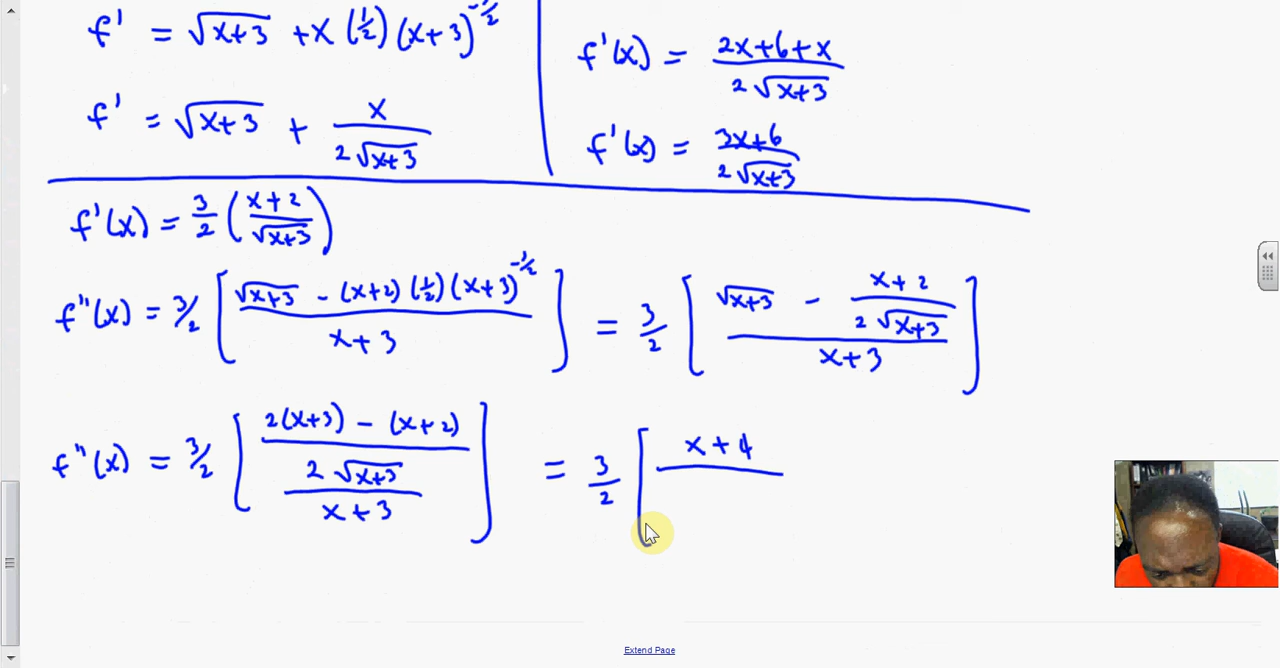 f' = √x+3 + x (1/2) (x+3)^-1/2
f' = √x+3 + x / 2√x+3
f'(x) = 2x+6+x / 2√x+3
f'(x) = 3x+6 / 2√x+3
f'(x) = 3/2 (x+2 / √x+3)
f"(x) = 3/2 [√x+3 - (x+2) (1/2) (x+3)^-1/2 / x+3] = 3/2 [√x+3 - x+2 / 2√x+3 / x+3]
f"(x) = 3/2 [2(x+3) - (x+2) / 2√x+3 / x+3] = 3/2 [x+4
Extend Page